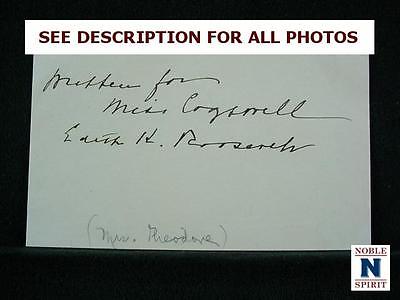 SEE DESCRIPTION FOR ALL PHOTOS
Written for
Miss Cogswell
Edith K. Roosevelt
(Mrs. Theodore)
NOBLE
N
SPIRIT